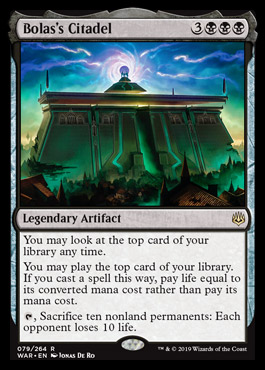 Bolas's Citadel 3
Legendary Artifact
You may look at the top card of your
library any time.
You may play the top card of your library.
If you cast a spell this way, pay life equal to
its converted mana cost rather than pay its
mana cost.
, Sacrifice ten nonland permanents: Each
opponent loses 10 life.
079/264 R
WAR • EN Jonas De Ro
™ & © 2019 Wizards of the Coast